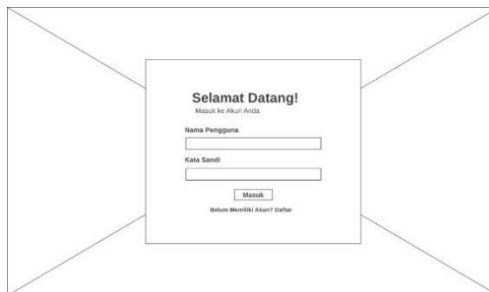 Selamat Datang!
Masuk ke Akun Anda
Nama Pengguna
Kata Sandi
Masuk
Belum Memiliki Akun? Daftar